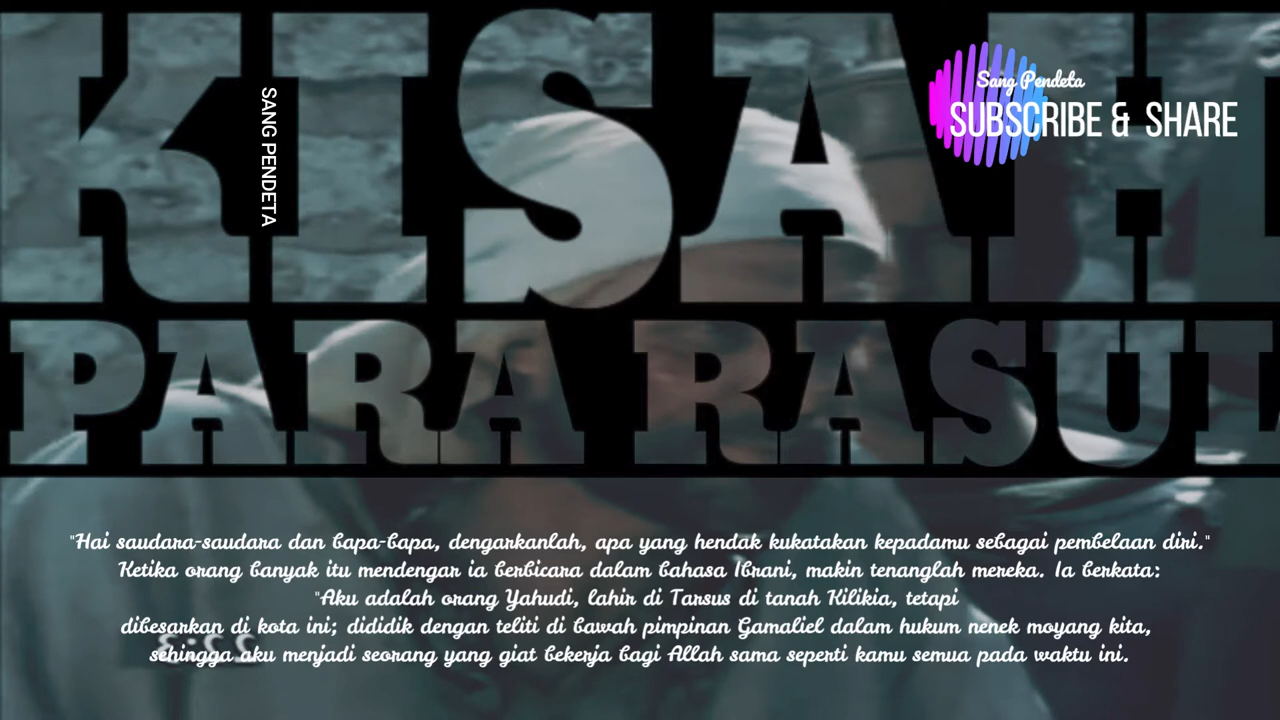 KISAH
PARA RASUL
SANG PENDETA
Sang Pendeta
SUBSCRIBE & SHARE
"Hai saudara-saudara dan bapa-bapa, dengarkanlah, apa yang hendak kukatakan kepadamu sebagai pembelaan diri."
Ketika orang banyak itu mendengar ia berbicara dalam bahasa Ibrani, makin tenanglah mereka. Ia berkata:
"Aku adalah orang Yahudi, lahir di Tarsus di tanah Kilikia, tetapi
dibesarkan di kota ini; dididik dengan teliti di bawah pimpinan Gamaliel dalam hukum nenek moyang kita,
sehingga aku menjadi seorang yang giat bekerja bagi Allah sama seperti kamu semua pada waktu ini.